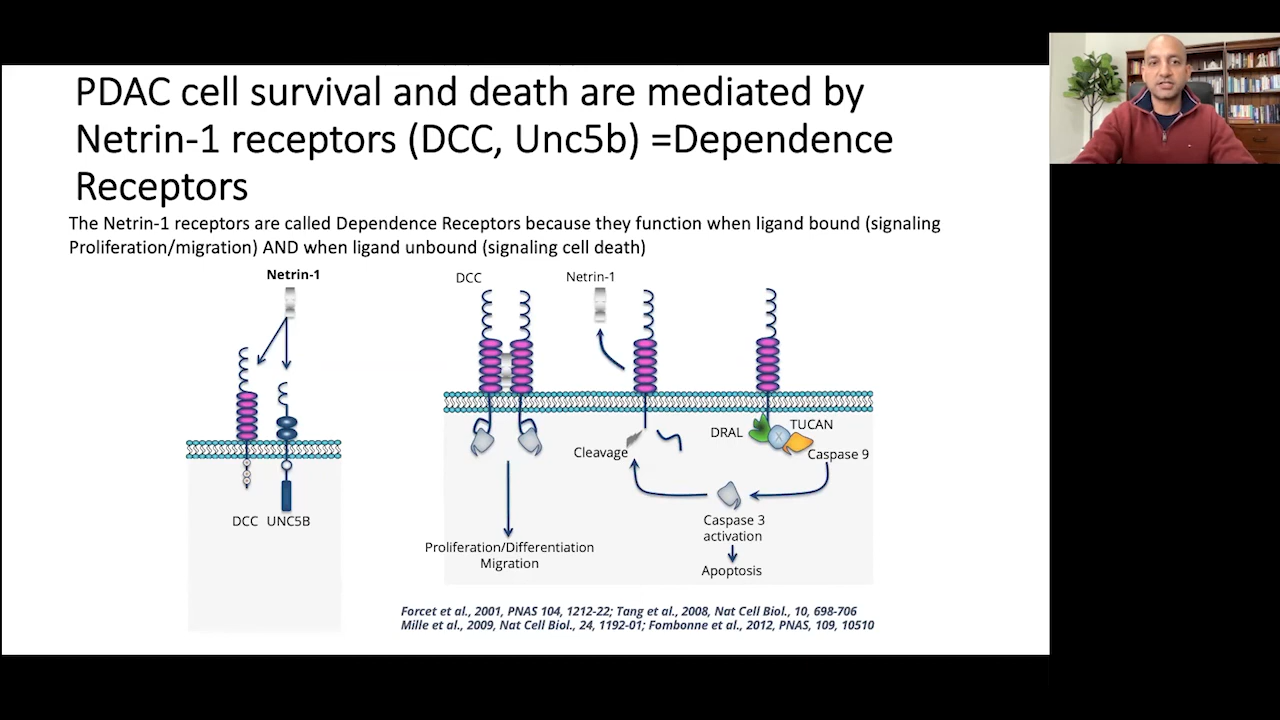 PDAC cell survival and death are mediated by
Netrin-1 receptors (DCC, Unc5b) =Dependence
Receptors
The Netrin-1 receptors are called Dependence Receptors because they function when ligand bound (signaling
Proliferation/migration) AND when ligand unbound (signaling cell death)
Netrin-1
DCC UNC5B
DCC
Netrin-1
Proliferation/Differentiation
Migration
Cleavage
DRAL
X
TUCAN
Caspase 9
Caspase 3
activation
Apoptosis
Forcet et al., 2001, PNAS 104, 1212-22; Tang et al., 2008, Nat Cell Biol., 10, 698-706
Mille et al., 2009, Nat Cell Biol., 24, 1192-01; Fombonne et al., 2012, PNAS, 109, 10510